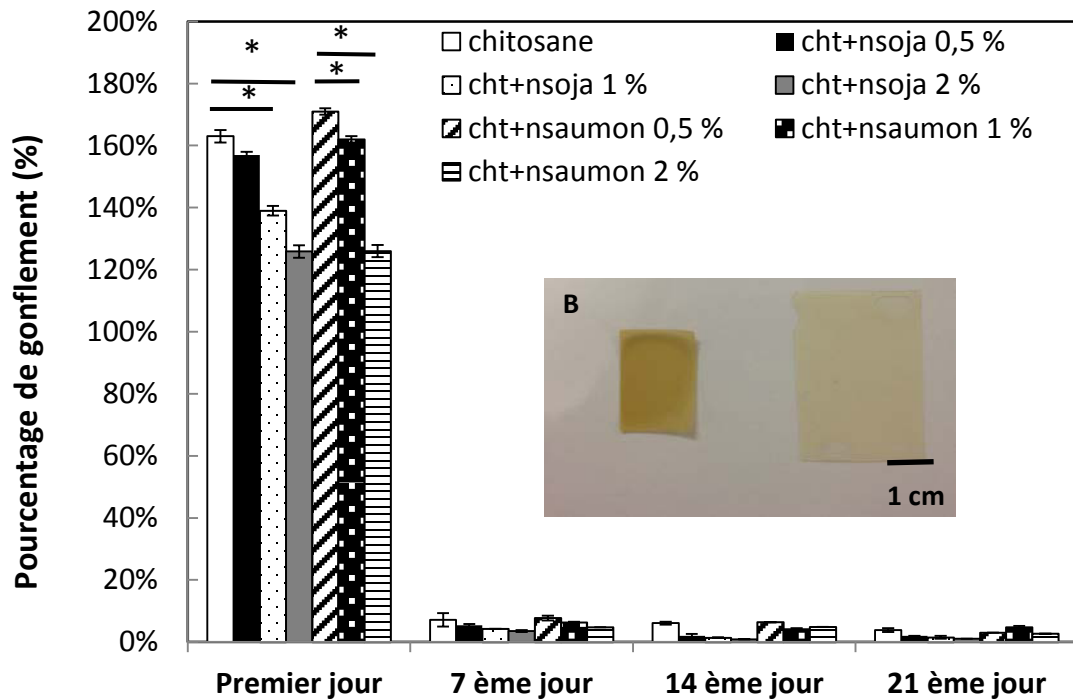 Pourcentage de gonflement (%)
200%
180%
160%
140%
120%
100%
80%
60%
40%
20%
0%
* *
* *
chitosane cht+nsoja 0,5 %
cht+nsoja 1 % cht+nsoja 2 %
cht+nsaumon 0,5 % cht+nsaumon 1 %
cht+nsaumon 2 %
B
1 cm
Premier jour 7 ème jour 14 ème jour 21 ème jour